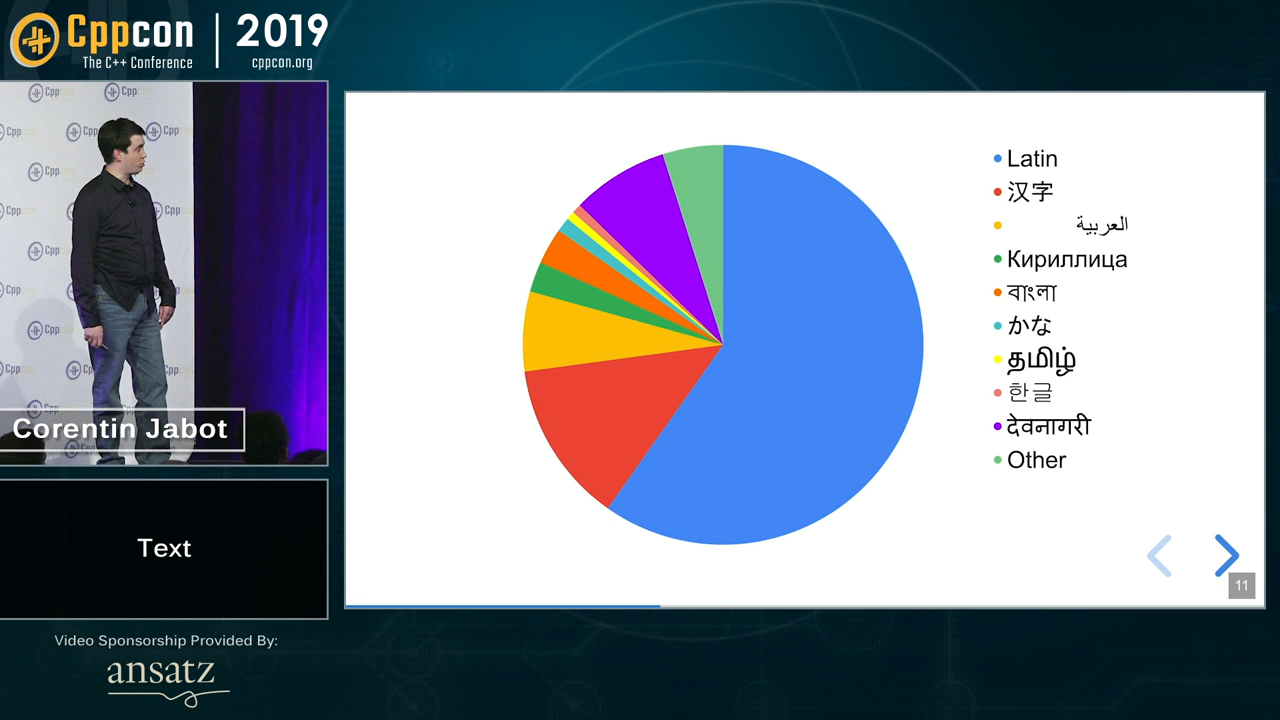 Cppcon
The C++ Conference
2019
cppcon.org
Corentin Jabot
Text
Video Sponsorship Provided By:
ansatz
Latin
汉字
العربية
Кириллица
বাংলা
かな
தமிழ்
한글
देवनागरी
Other
11